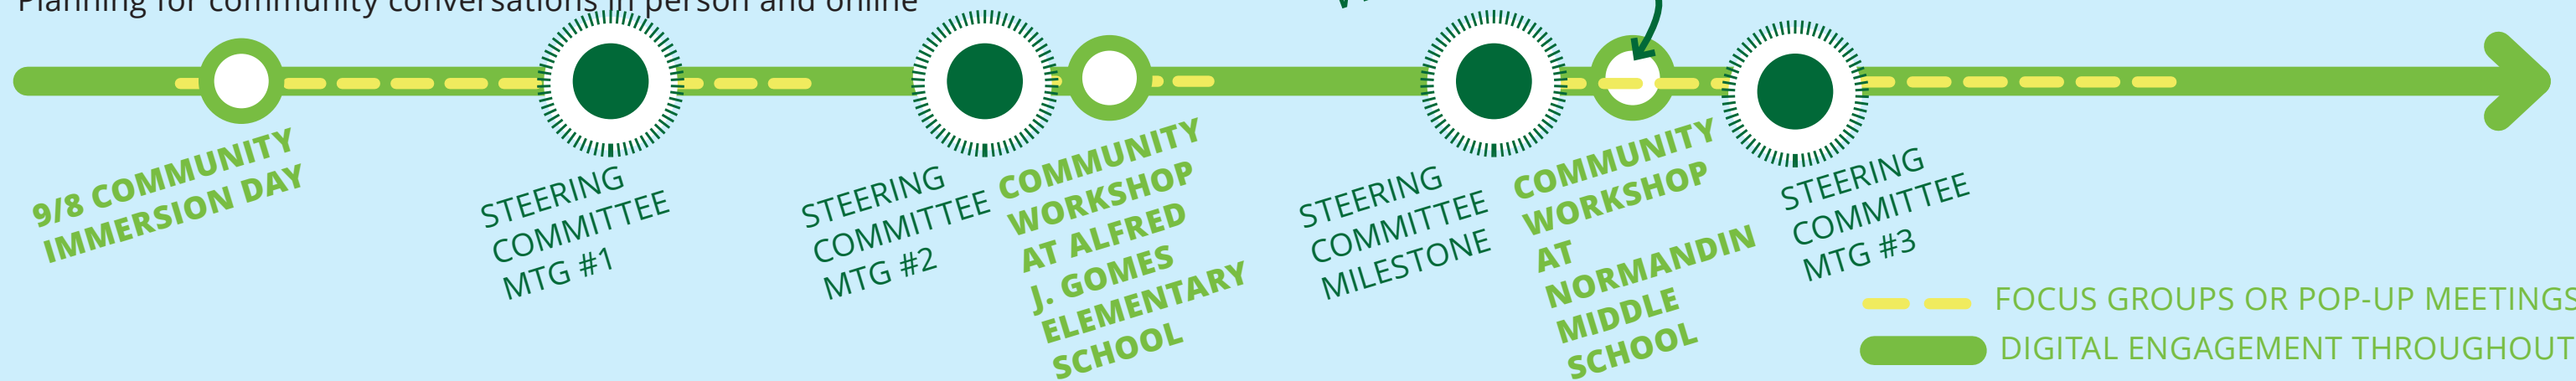 Planning for community conversations in person and online
9/8 COMMUNITY
IMMERSION DAY
STEERING
COMMITTEE
MTG #1
STEERING
COMMITTEE
MTG #2
COMMUNITY
WORKSHOP
AT ALFRED
J. GOMES
ELEMENTARY
SCHOOL
STEERING
COMMITTEE
MILESTONE
COMMUNITY
WORKSHOP
AT
NORMANDIN
MIDDLE
SCHOOL
STEERING
COMMITTEE
MTG #3
FOCUS GROUPS OR POP-UP MEETINGS
DIGITAL ENGAGEMENT THROUGHOUT